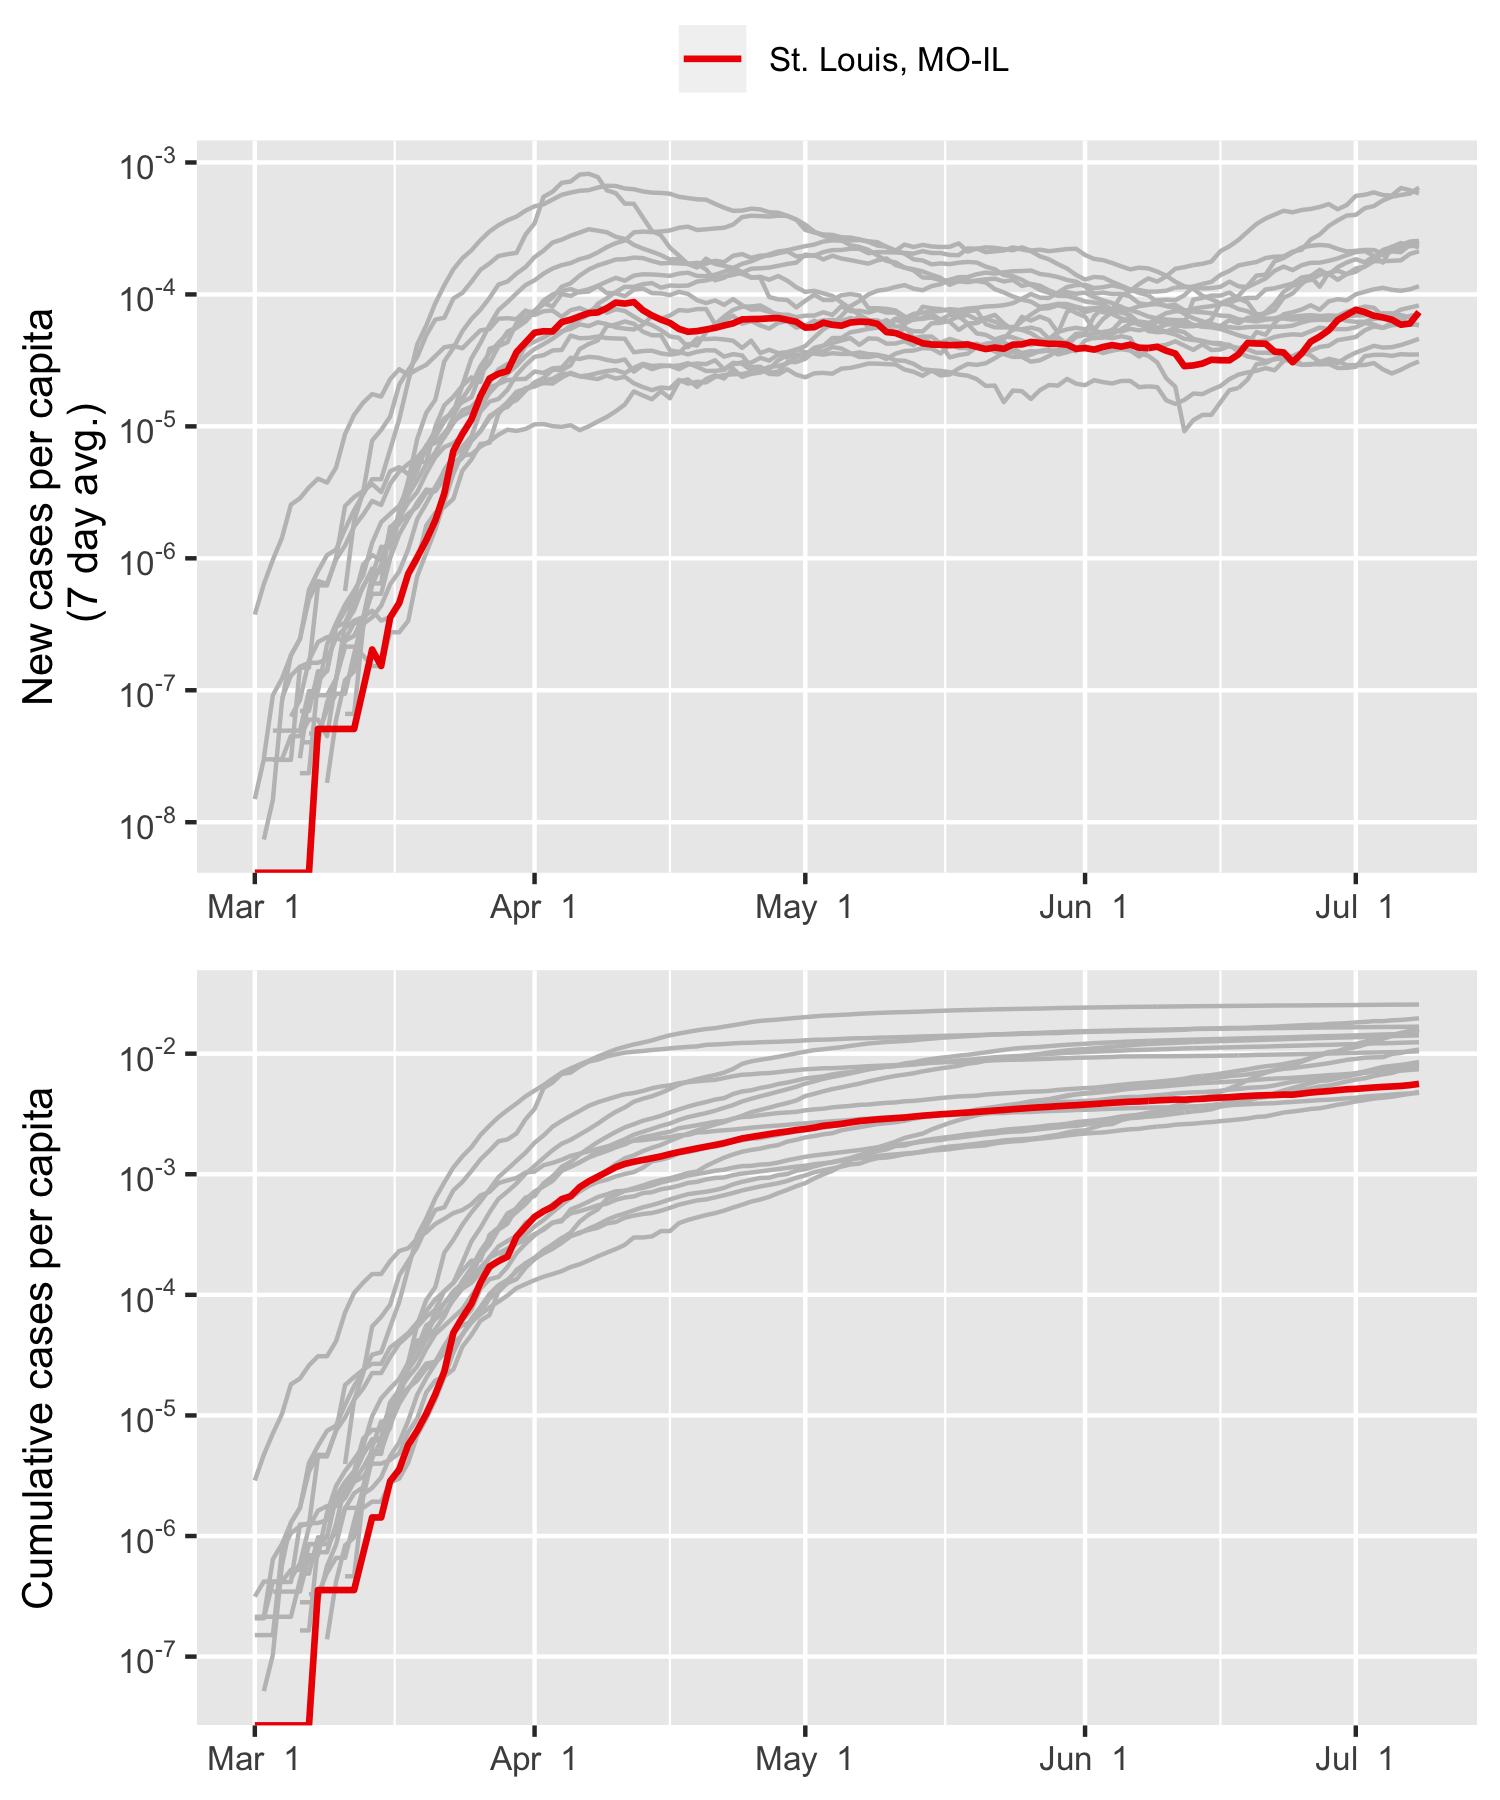 St. Louis, MO-IL
New cases per capita
(7 day avg.)
10⁻³
10⁻⁴
10⁻⁵
10⁻⁶
10⁻⁷
10⁻⁸
Mar 1 Apr 1 May 1 Jun 1 Jul 1
Cumulative cases per capita
10⁻²
10⁻³
10⁻⁴
10⁻⁵
10⁻⁶
10⁻⁷
Mar 1 Apr 1 May 1 Jun 1 Jul 1